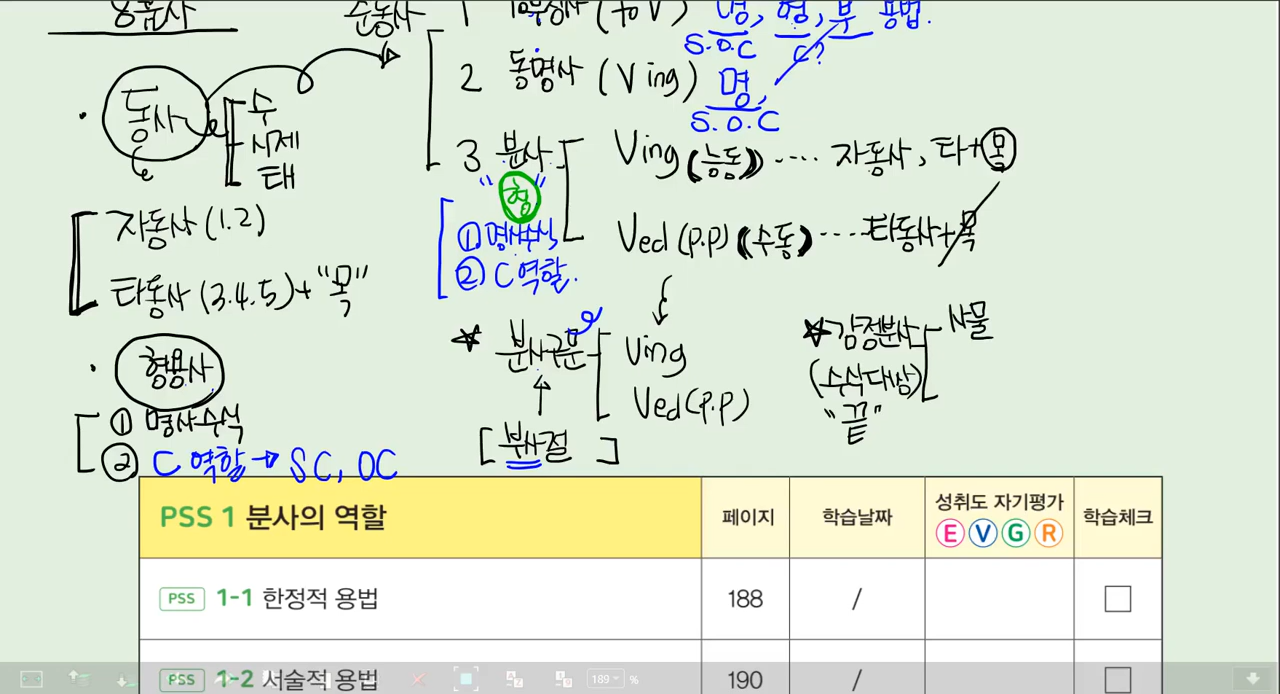 준동사
1 to부정사 (to V) 명, 형, 부 용법.
S.O.C C?
2 동명사 (Ving) 명,
S.O.C
3 분사
"형"
① 명사수식
② C 역할.
Ving (능동) ···· 자동사, 타+목
Ved (P.P) (수동) ···· 타동사+목
· 동사
수
시제
태
자동사 (1.2)
타동사 (3.4.5)+ "목"
· 형용사
① 명사수식
② C 역할 → SC, OC
★ 분사구문
Ving
Ved (P.P)
[ 부사절 ]
★ 감정분사
(수식대상)
"끝"
사물
PSS 1 분사의 역할 페이지 학습날짜 성취도 자기평가 학습체크
E V G R
PSS 1-1 한정적 용법 188 /
PSS 1-2 서술적 용법 190 /
189 %